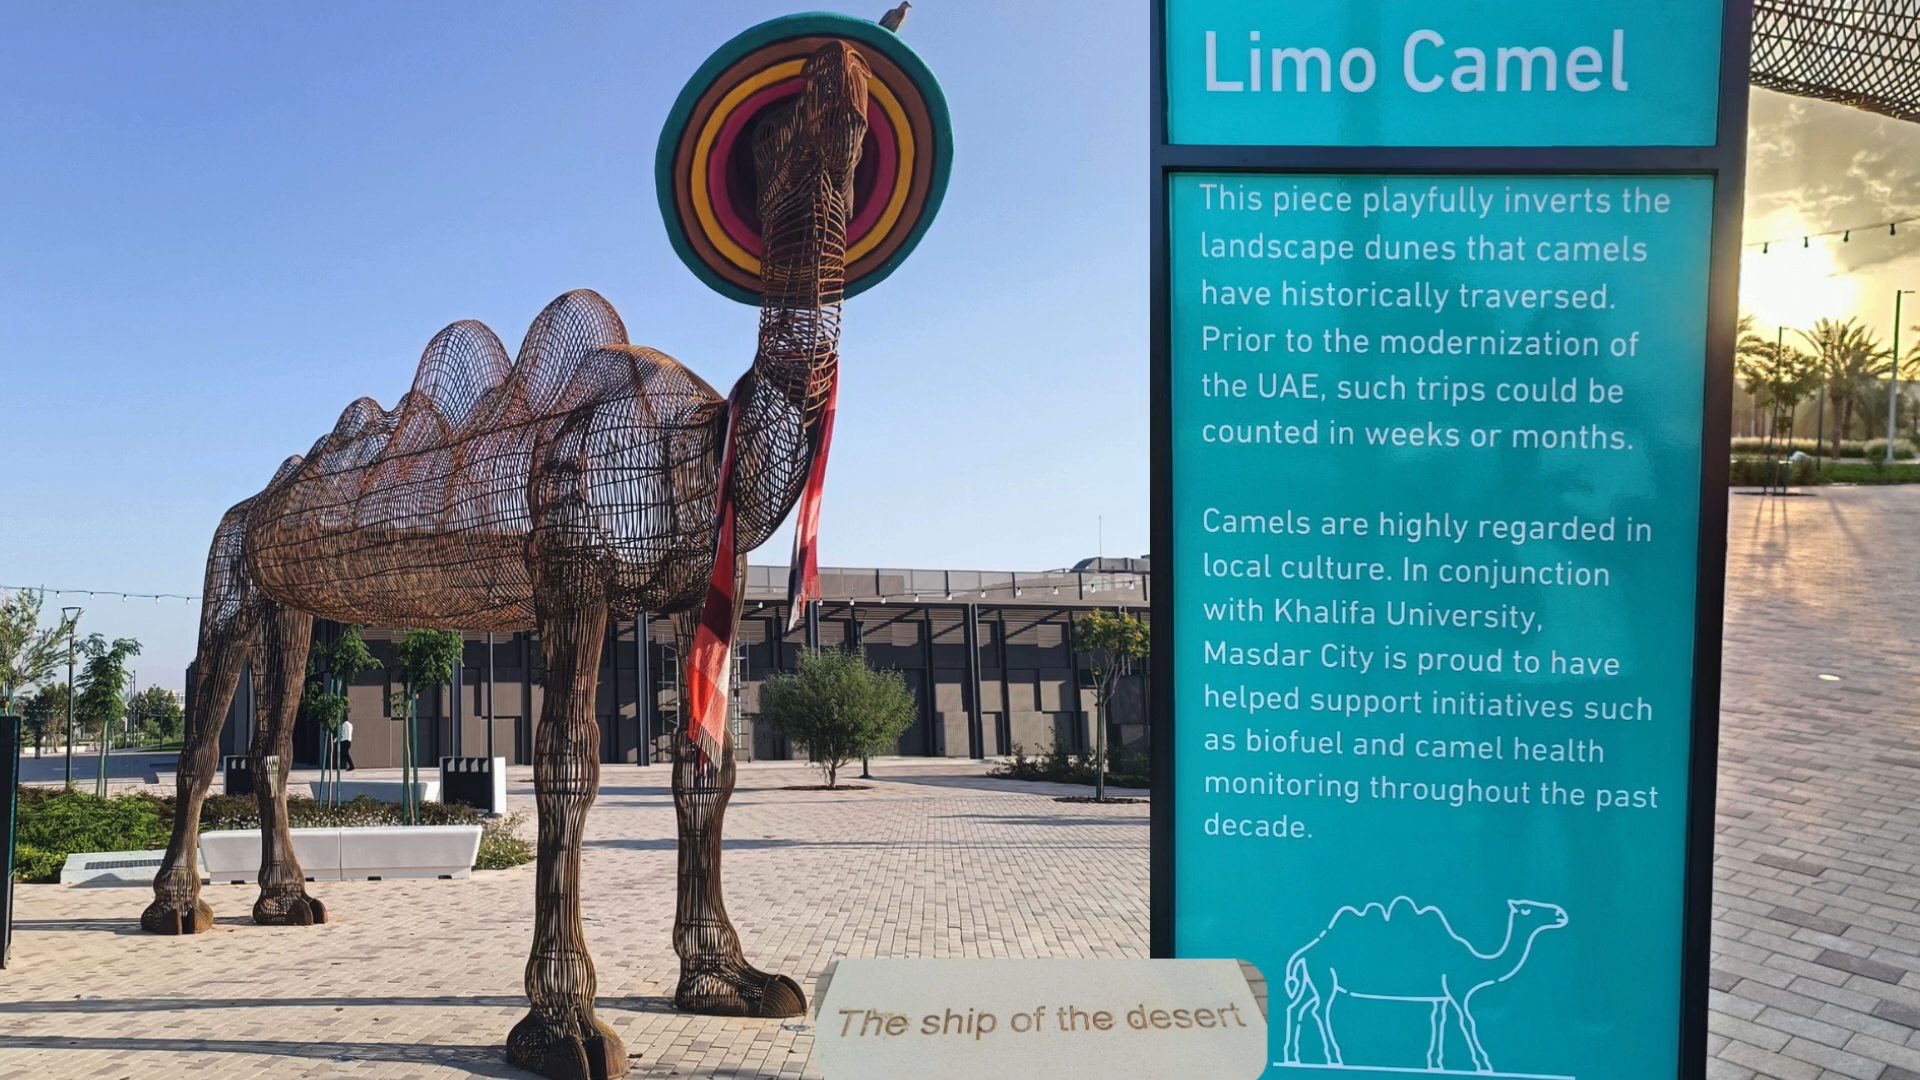 Limo Camel
This piece playfully inverts the
landscape dunes that camels
have historically traversed.
Prior to the modernization of
the UAE, such trips could be
counted in weeks or months.
Camels are highly regarded in
local culture. In conjunction
with Khalifa University,
Masdar City is proud to have
helped support initiatives such
as biofuel and camel health
monitoring throughout the past
decade.
The ship of the desert